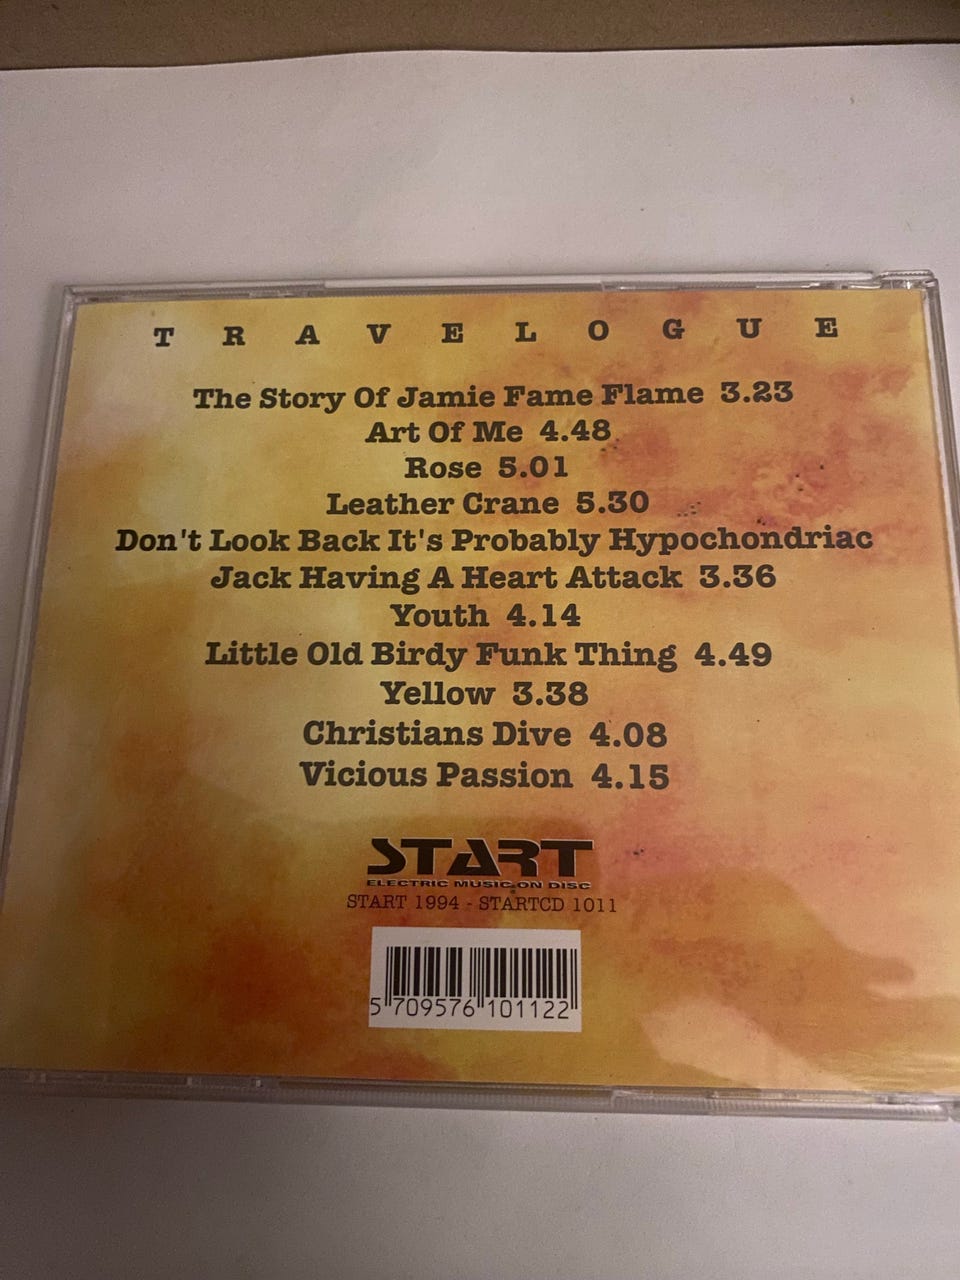 TRAVELOGUE
The Story Of Jamie Fame Flame 3.23
Art Of Me 4.48
Rose 5.01
Leather Crane 5.30
Don't Look Back It's Probably Hypochondriac
Jack Having A Heart Attack 3.36
Youth 4.14
Little Old Birdy Funk Thing 4.49
Yellow 3.38
Christians Dive 4.08
Vicious Passion 4.15
START
ELECTRIC MUSIC ON DISC
START 1994 - STARTCD 1011
5 709576 101122